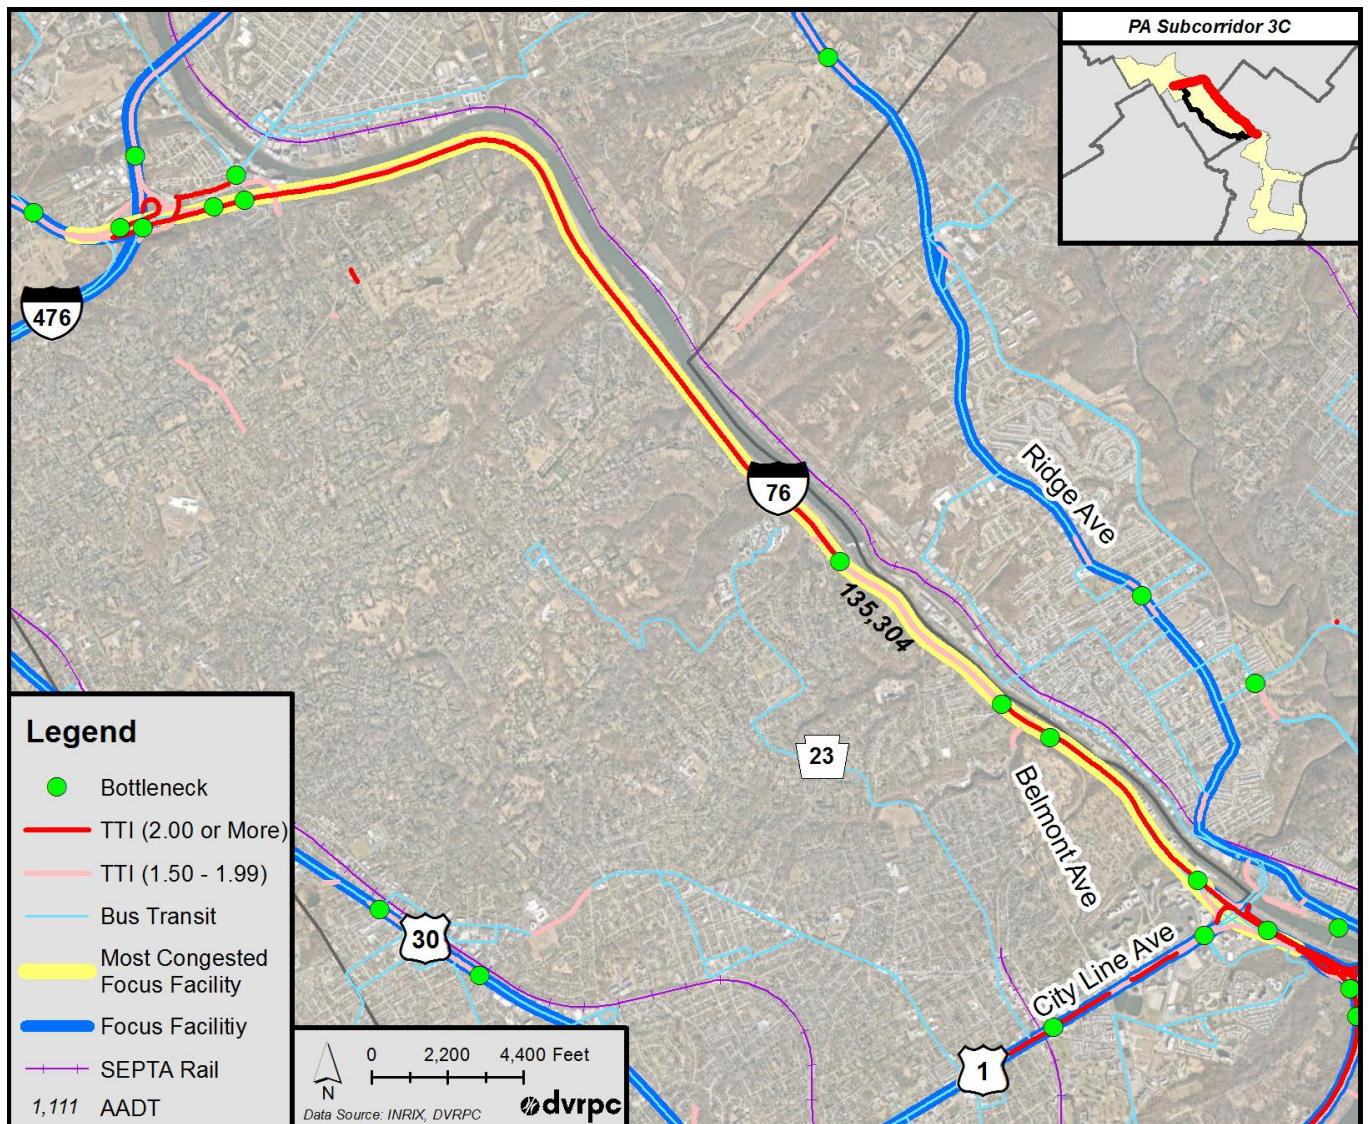 PA Subcorridor 3C
476
76
Ridge Ave
135,304
23
Belmont Ave
30
City Line Ave
1
Legend
Bottleneck
TTI (2.00 or More)
TTI (1.50 - 1.99)
Bus Transit
Most Congested
Focus Facility
Focus Facilitiy
SEPTA Rail
1,111 AADT
0 2,200 4,400 Feet
N
Data Source: INRIX, DVRPC
dvrpc